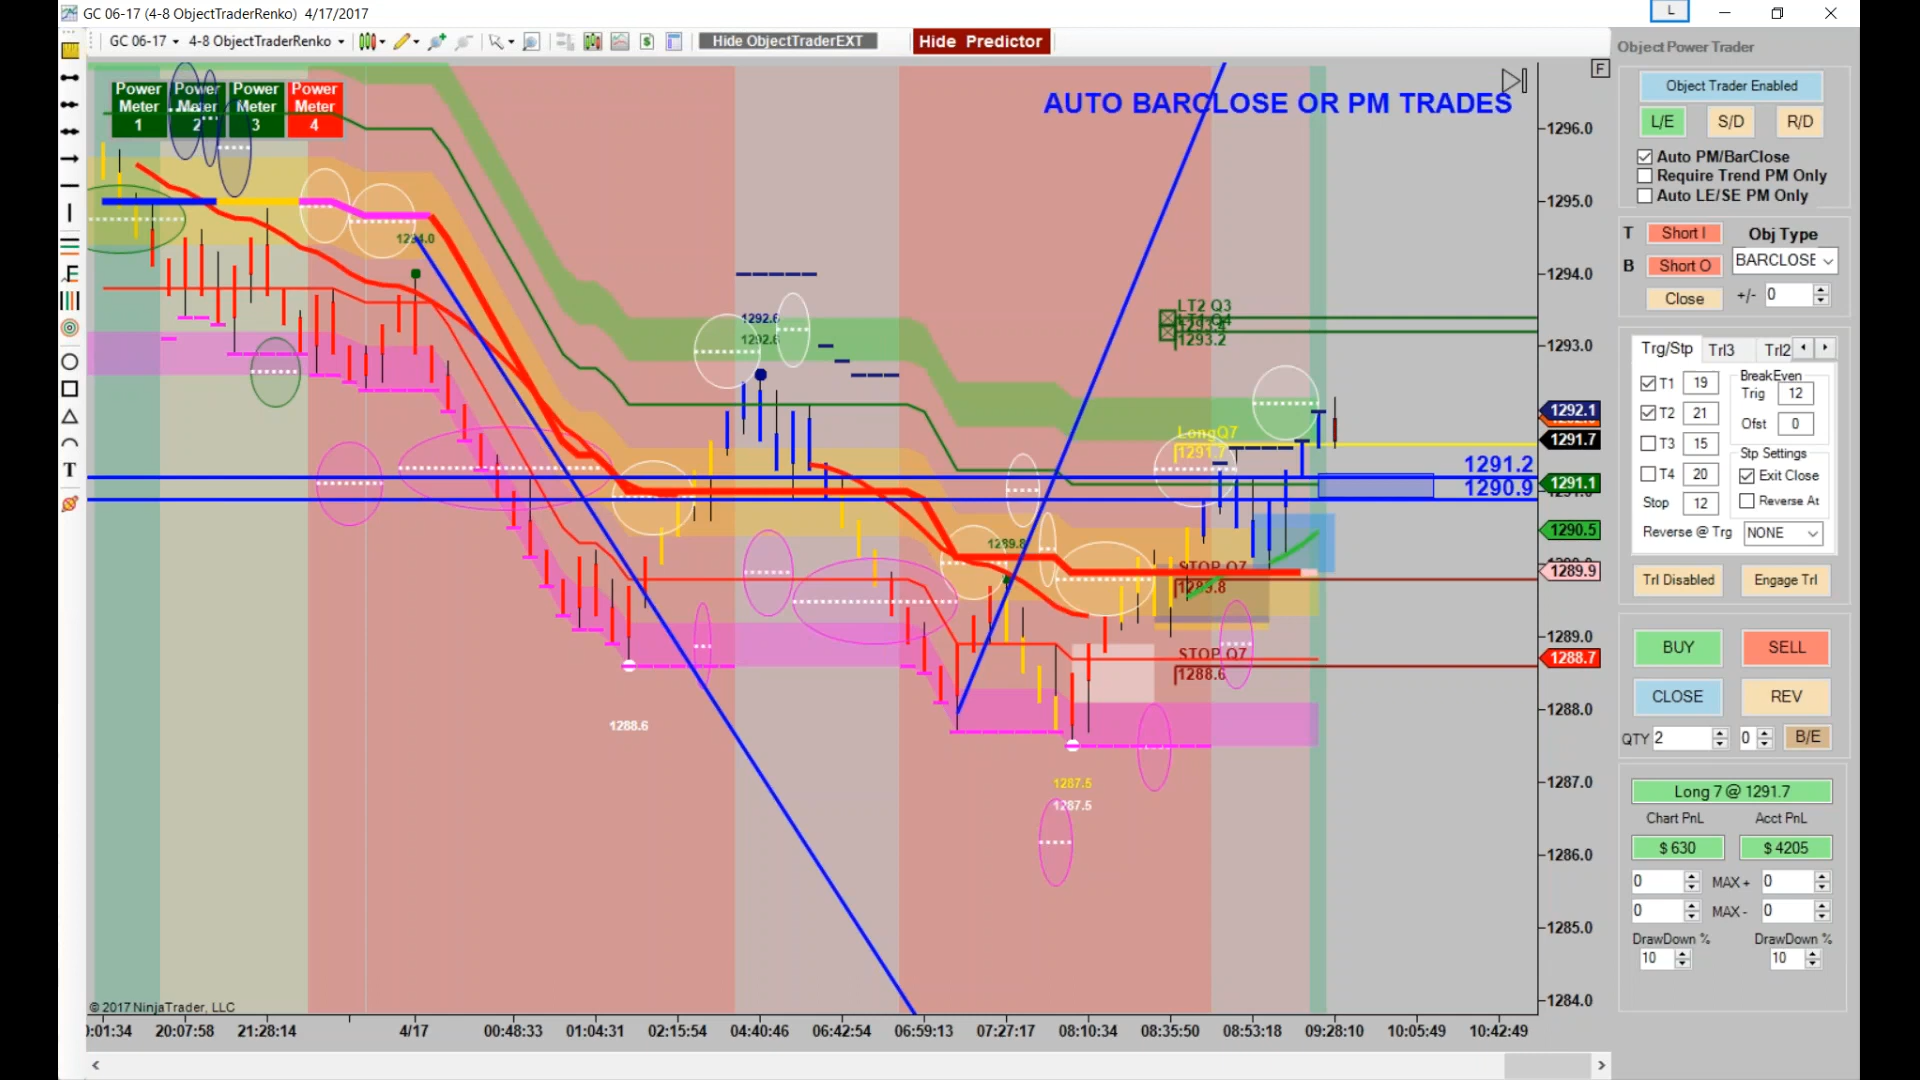 GC 06-17 (4-8 ObjectTraderRenko) 4/17/2017
L
GC 06-17
4-8 ObjectTraderRenko
Hide ObjectTraderEXT
Hide Predictor
Object Power Trader
F
Power Meter 1
Power Meter 2
Power Meter 3
Power Meter 4
AUTO BARCLOSE OR PM TRADES
Object Trader Enabled
L/E
S/D
R/D
Auto PM/BarClose
Require Trend PM Only
Auto LE/SE PM Only
T
Short I
Obj Type
B
Short O
BARCLOSE
Close
+/-
0
Trg/Stp
Trl3
Trl2
T1
19
T2
21
T3
15
T4
20
Stop
12
BreakEven
Trig
12
Ofst
0
Stp Settings
Exit Close
Reverse At
Reverse @ Trg
NONE
Trl Disabled
Engage Trl
BUY
SELL
CLOSE
REV
QTY
2
0
B/E
Long 7 @ 1291.7
Chart PnL
Acct PnL
$ 630
$ 4205
0
MAX +
0
0
MAX -
0
DrawDown %
DrawDown %
10
10
1292.6
1292.6
LT2 Q3
1293.2
LongQ7
1291.7
1291.2
1290.9
1289.8
STOP Q7
1289.8
STOP Q7
1288.6
1288.6
1287.5
1287.5
1296.0
1295.0
1294.0
1293.0
1292.1
1291.7
1291.1
1290.5
1289.9
1289.0
1288.7
1288.0
1287.0
1286.0
1285.0
1284.0
© 2017 NinjaTrader, LLC
20:07:58
21:28:14
4/17
00:48:33
01:04:31
02:15:54
04:40:46
06:42:54
06:59:13
07:27:17
08:10:34
08:35:50
08:53:18
09:28:10
10:05:49
10:42:49
E
T